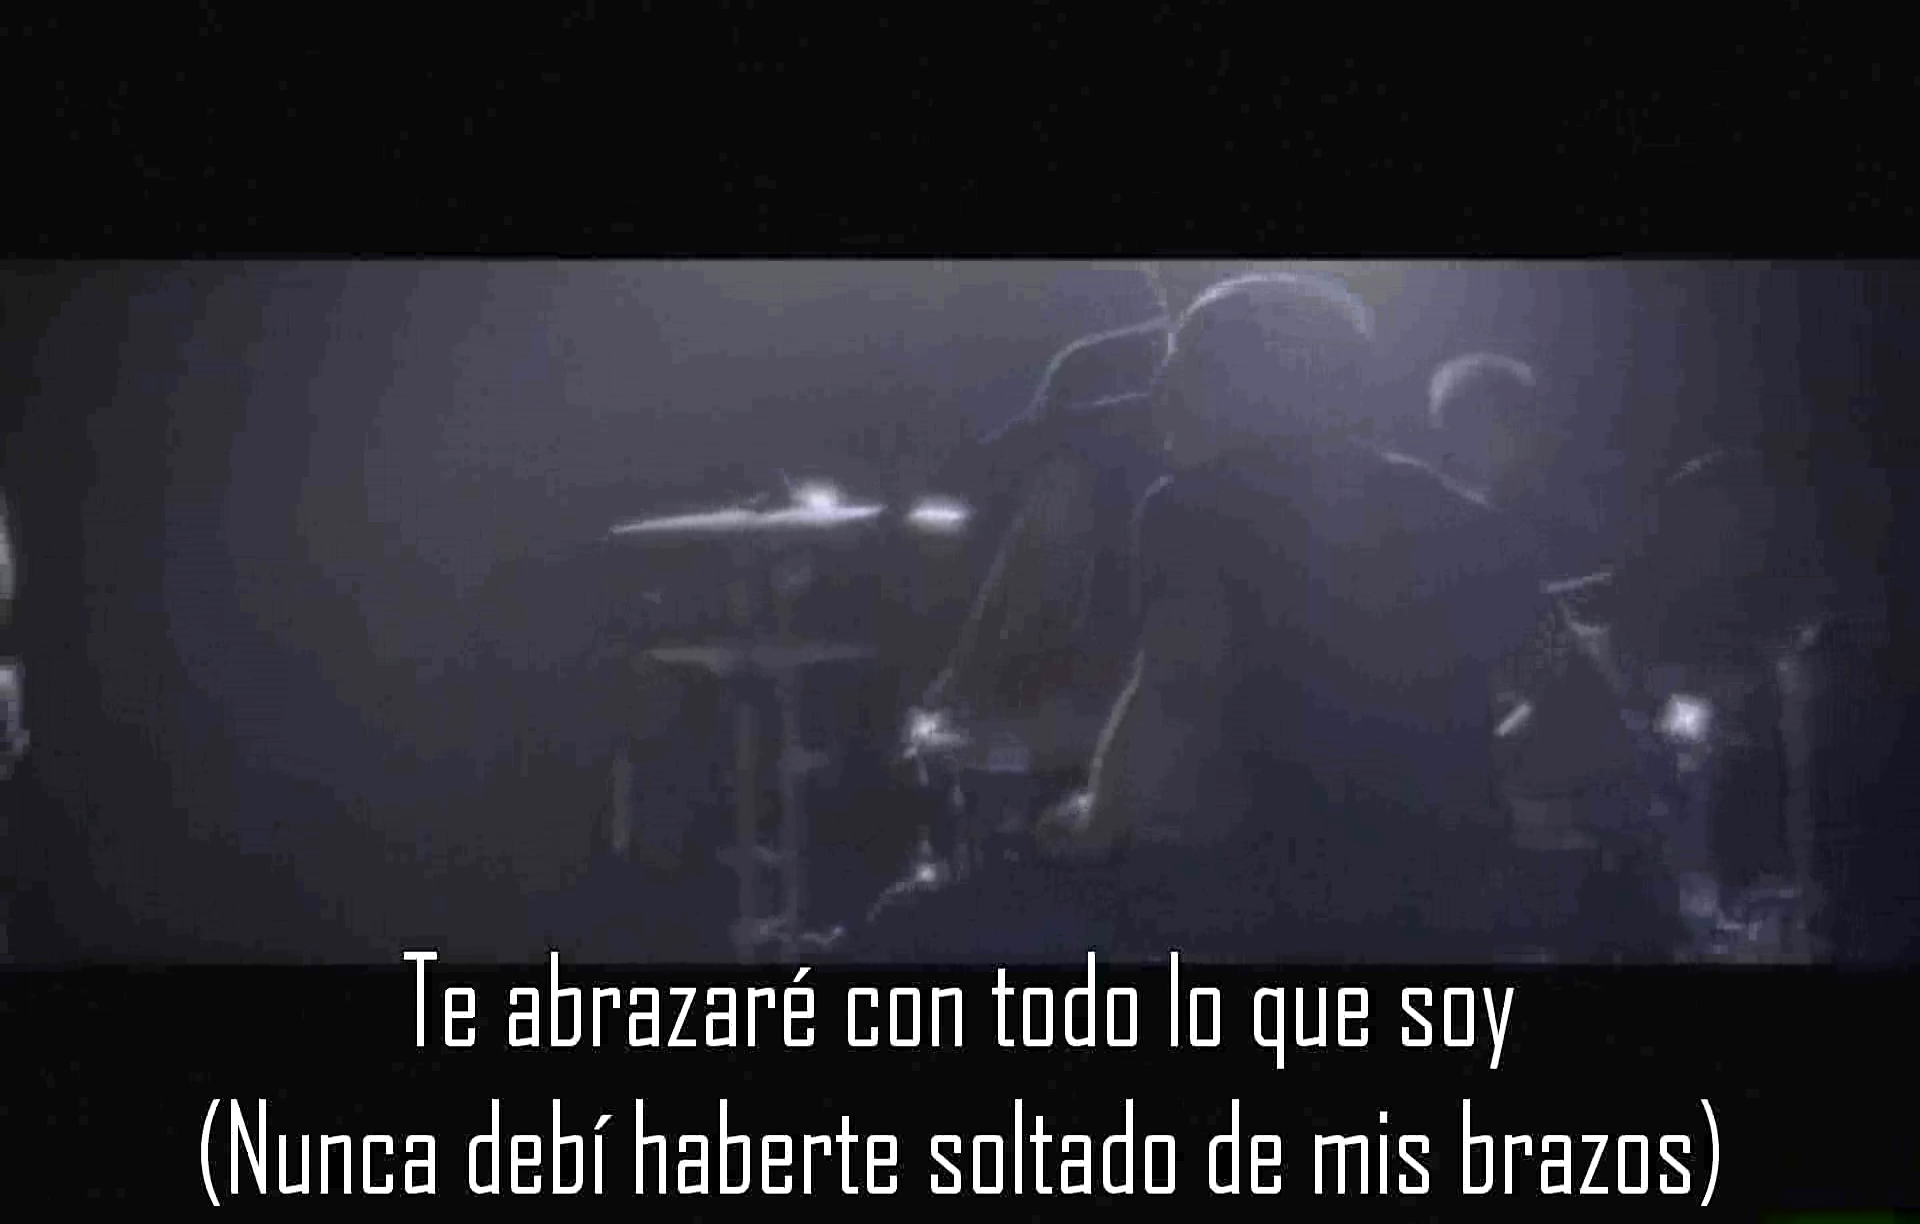 Te abrazaré con todo lo que soy
(Nunca debí haberte soltado de mis brazos)